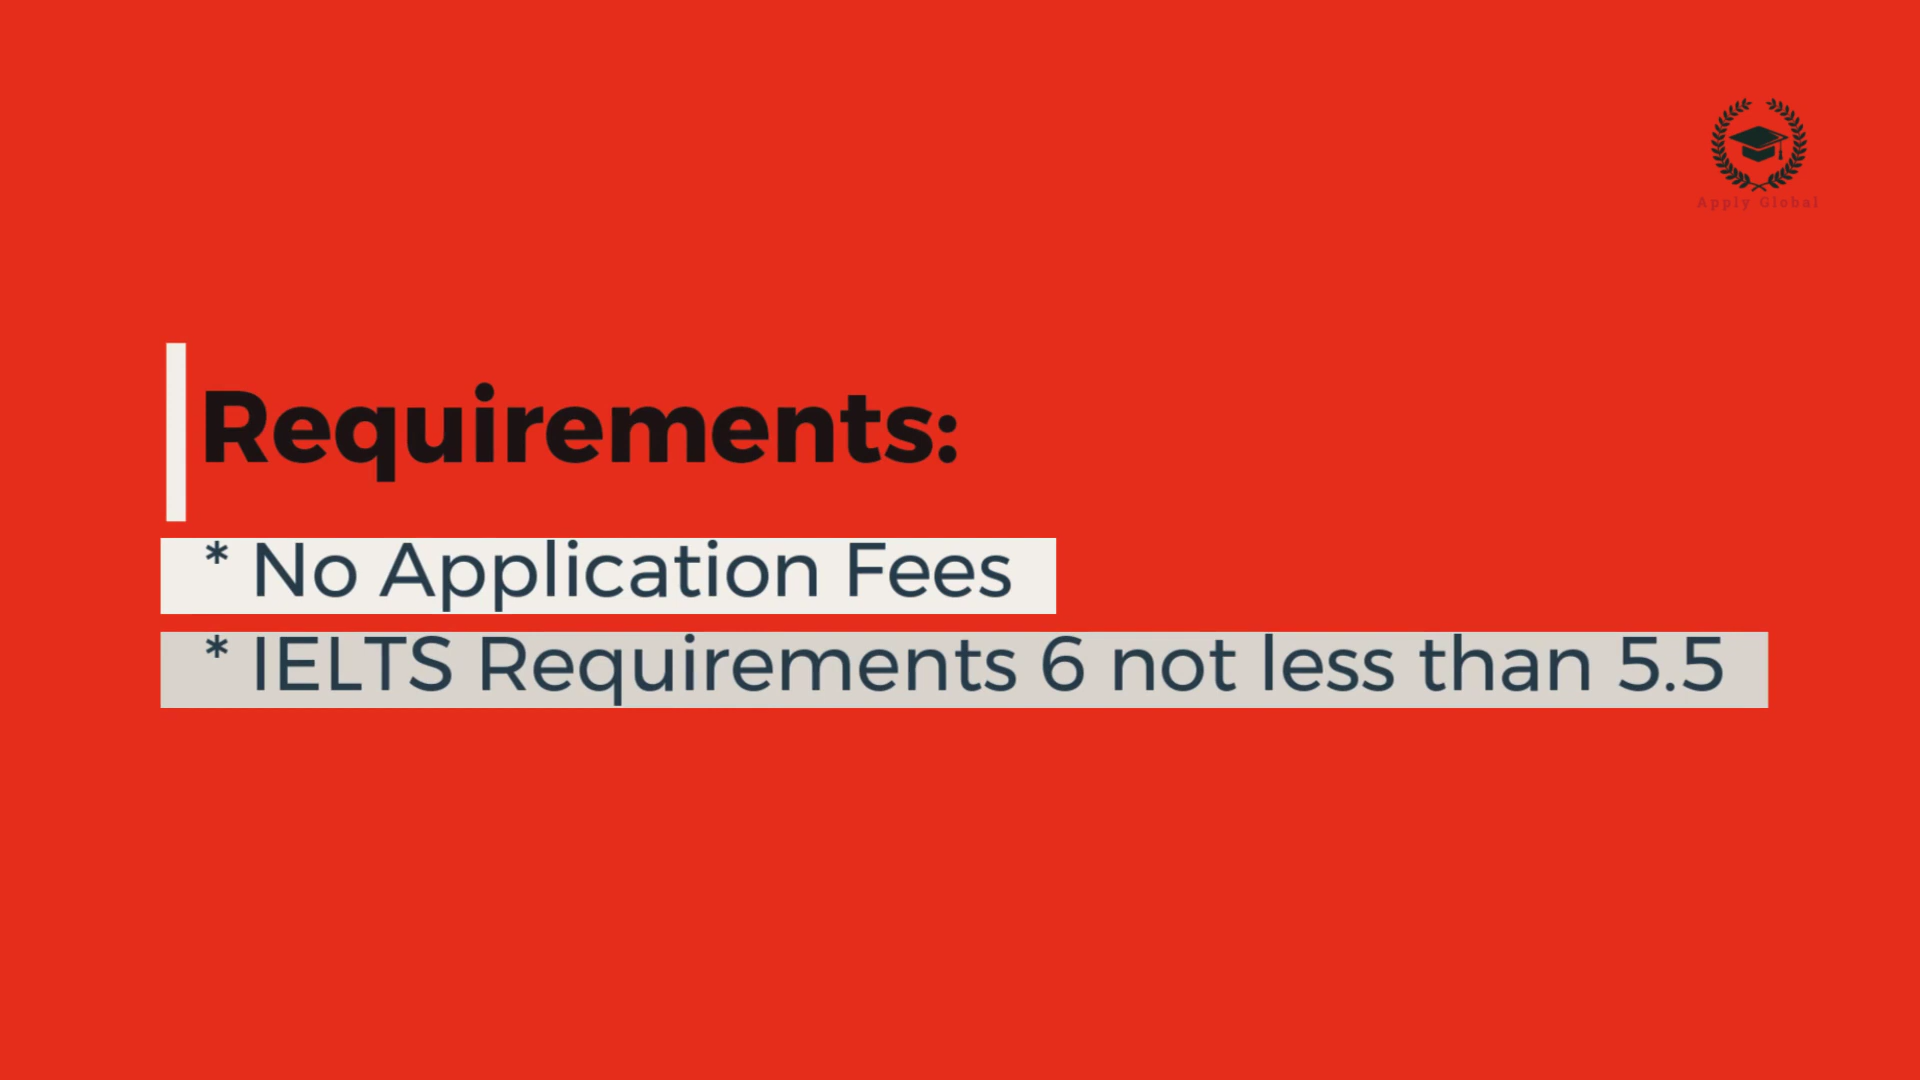 Apply Global
Requirements:
* No Application Fees
* IELTS Requirements 6 not less than 5.5